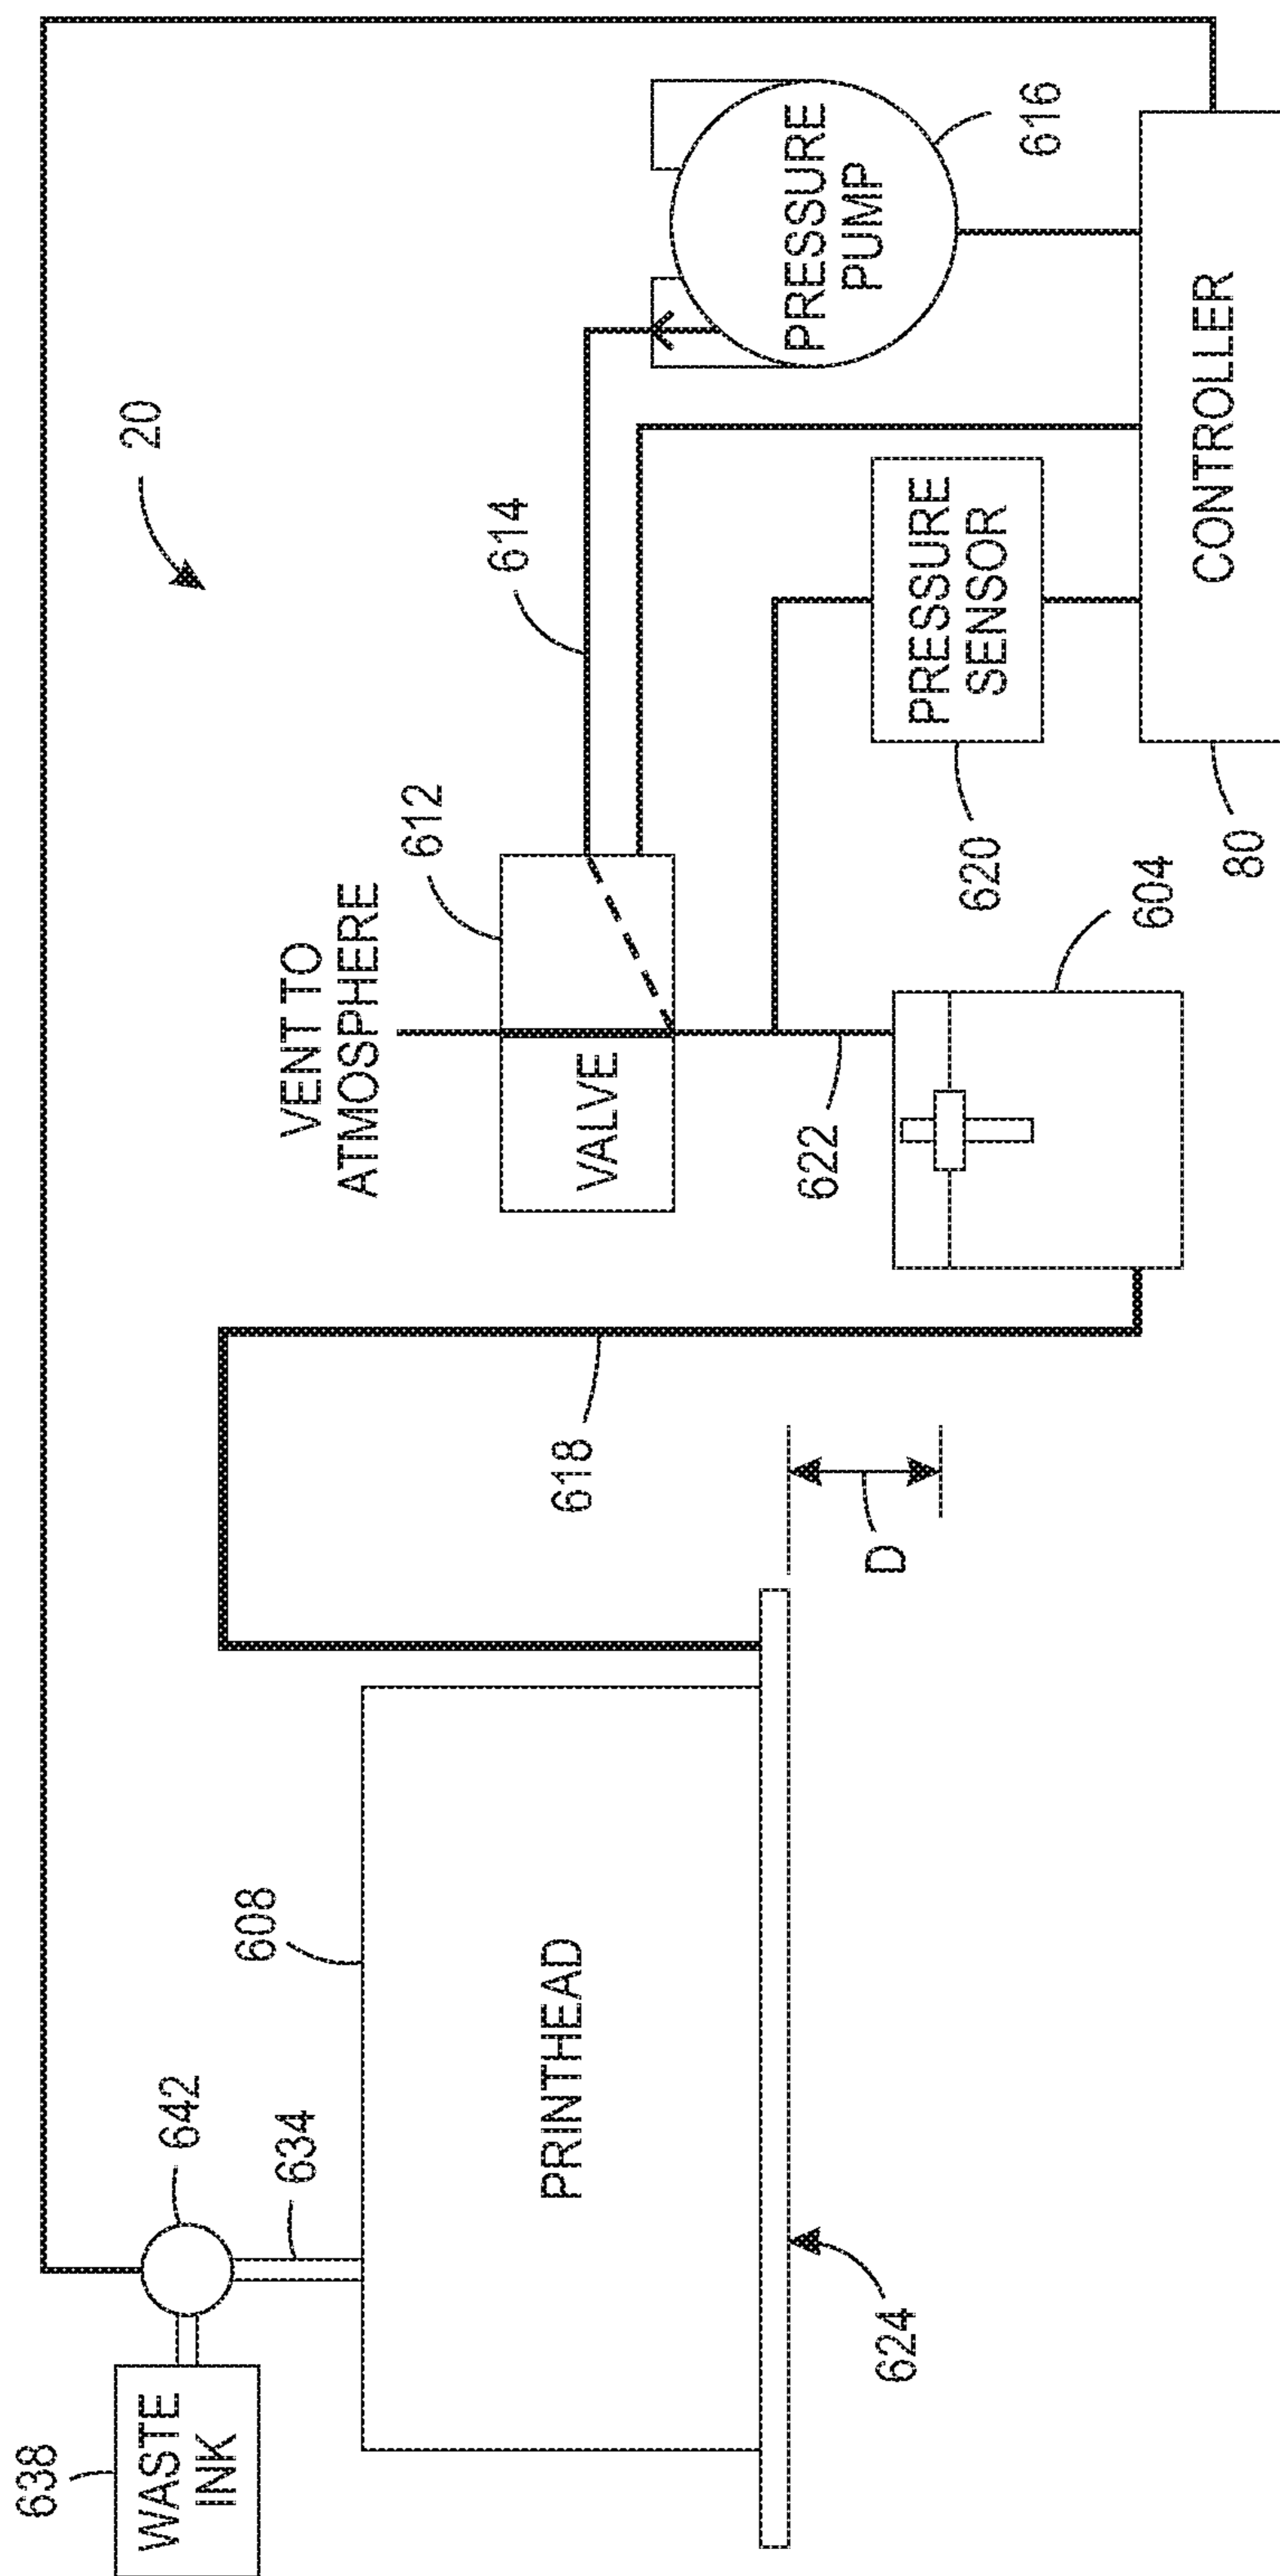 638
WASTE
INK
642
634
608
PRINTHEAD
624
618
D
VENT TO
ATMOSPHERE
612
VALVE
622
604
614
20
620
PRESSURE
SENSOR
80
CONTROLLER
PRESSURE
PUMP
616